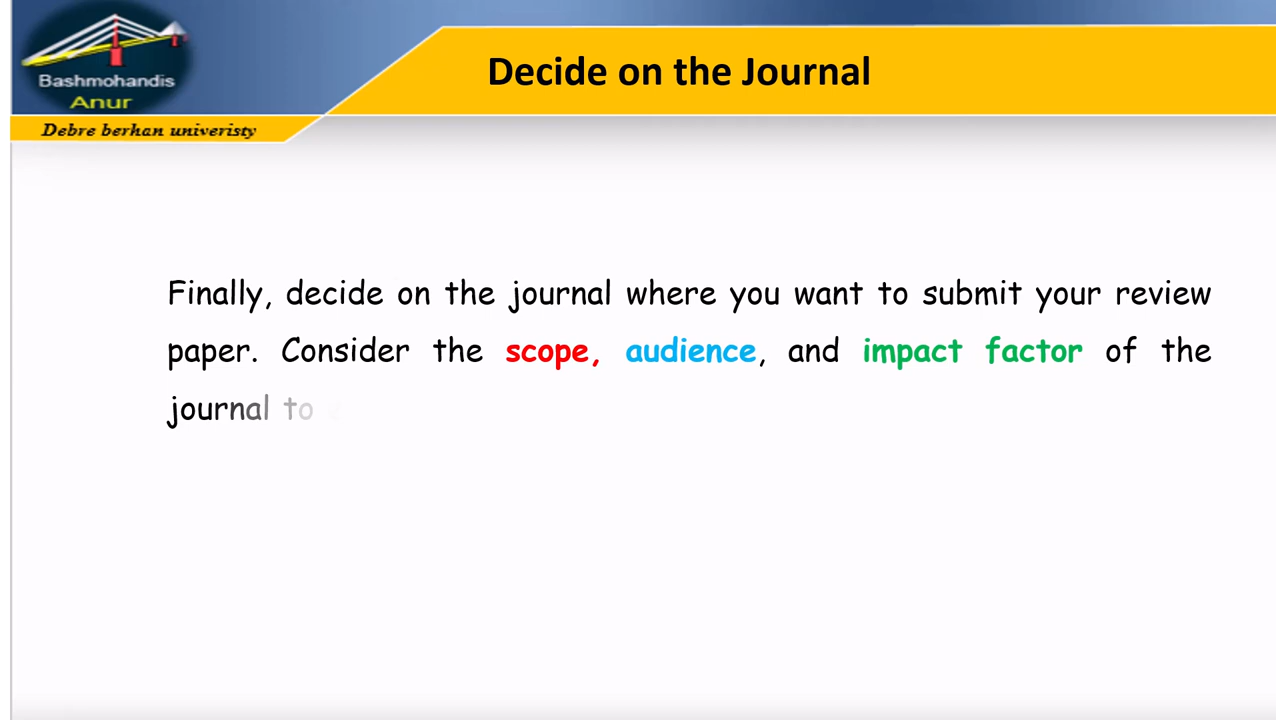 Bashmohandis
Anur
Debre berhan univeristy
Decide on the Journal
Finally, decide on the journal where you want to submit your review
paper. Consider the scope, audience, and impact factor of the
journal to